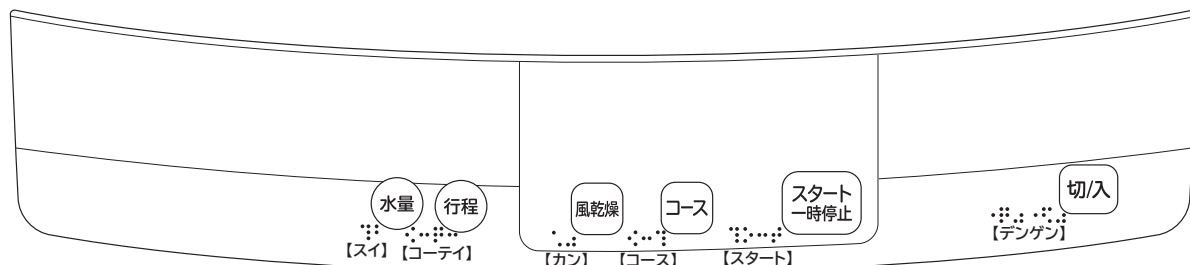 水量
行程
風乾燥
コース
スタート
一時停止
切/入
⠹
【スイ】
⠪⠒⠟⠃
【コーテイ】
⠡⠴
【カン】
⠪⠒⠹
【コース】
⠹⠕⠒⠞
【スタート】
⠐⠟⠴⠐⠫⠴
【デンゲン】